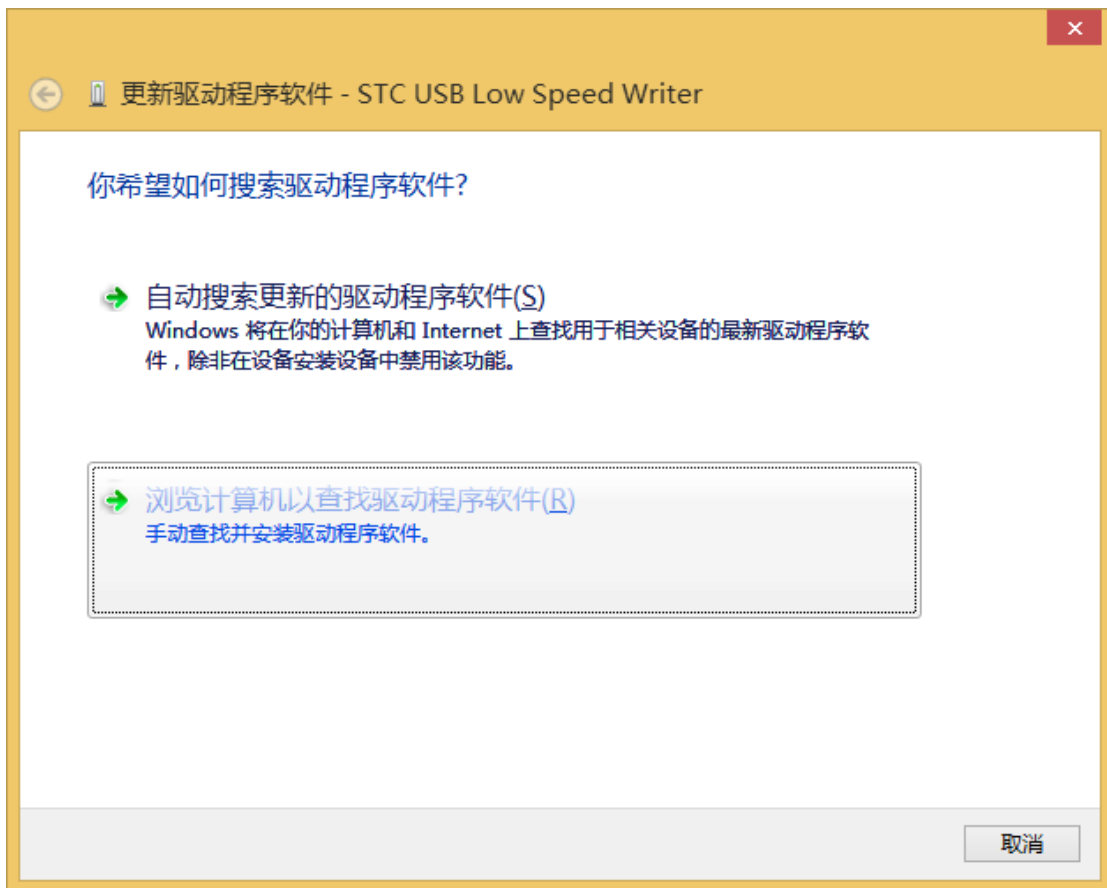 更新驱动程序软件 - STC USB Low Speed Writer
你希望如何搜索驱动程序软件?
自动搜索更新的驱动程序软件(S)
Windows 将在你的计算机和 Internet 上查找用于相关设备的最新驱动程序软
件，除非在设备安装设备中禁用该功能。
浏览计算机以查找驱动程序软件(R)
手动查找并安装驱动程序软件。
取消